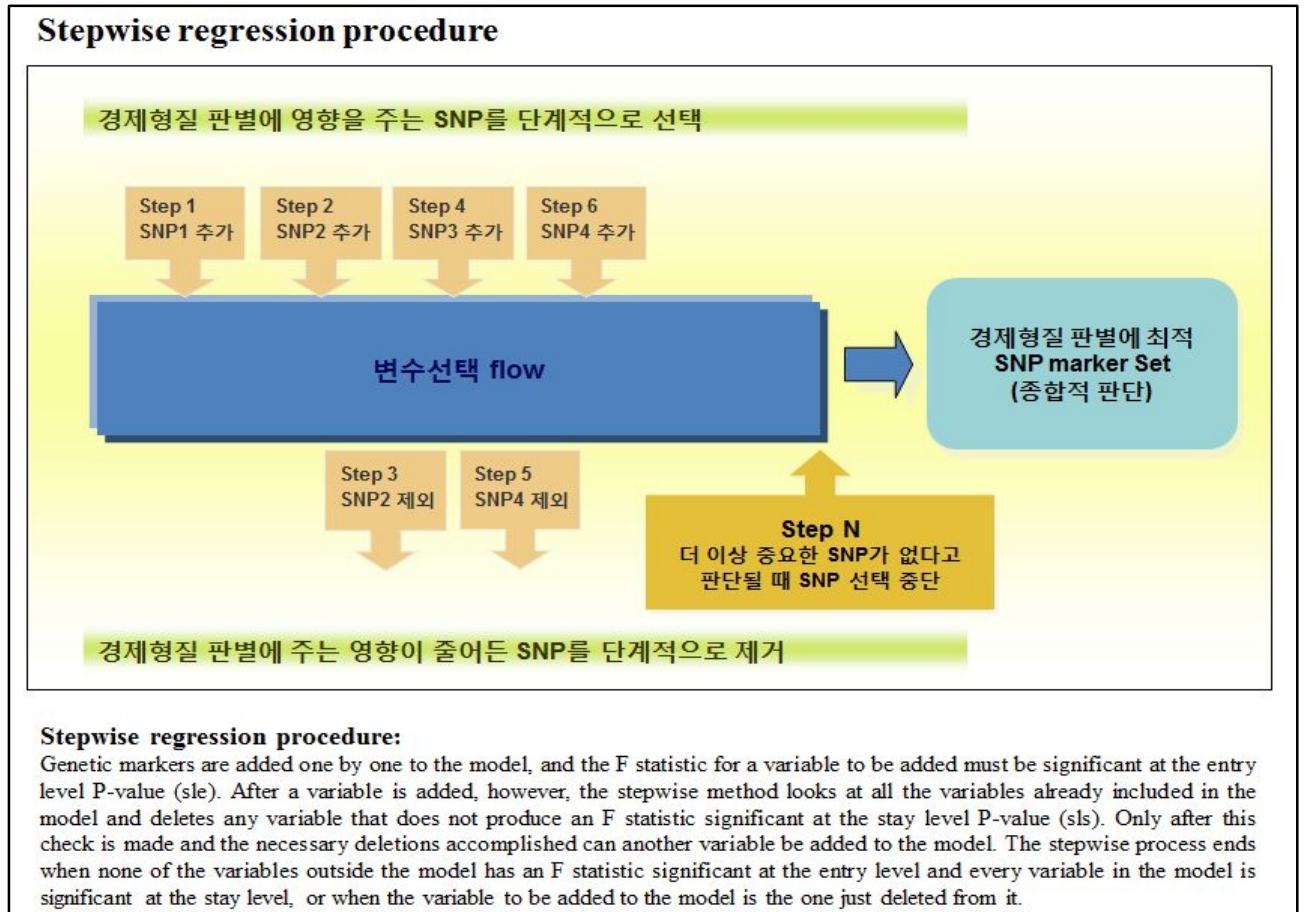 Stepwise regression procedure
경제형질 판별에 영향을 주는 SNP를 단계적으로 선택
Step 1
SNP1 추가
Step 2
SNP2 추가
Step 4
SNP3 추가
Step 6
SNP4 추가
변수선택 flow
경제형질 판별에 최적
SNP marker Set
(종합적 판단)
Step 3
SNP2 제외
Step 5
SNP4 제외
Step N
더 이상 중요한 SNP가 없다고
판단될 때 SNP 선택 중단
경제형질 판별에 주는 영향이 줄어든 SNP를 단계적으로 제거
Stepwise regression procedure:
Genetic markers are added one by one to the model, and the F statistic for a variable to be added must be significant at the entry
level P-value (sle). After a variable is added, however, the stepwise method looks at all the variables already included in the
model and deletes any variable that does not produce an F statistic significant at the stay level P-value (sls). Only after this
check is made and the necessary deletions accomplished can another variable be added to the model. The stepwise process ends
when none of the variables outside the model has an F statistic significant at the entry level and every variable in the model is
significant at the stay level, or when the variable to be added to the model is the one just deleted from it.